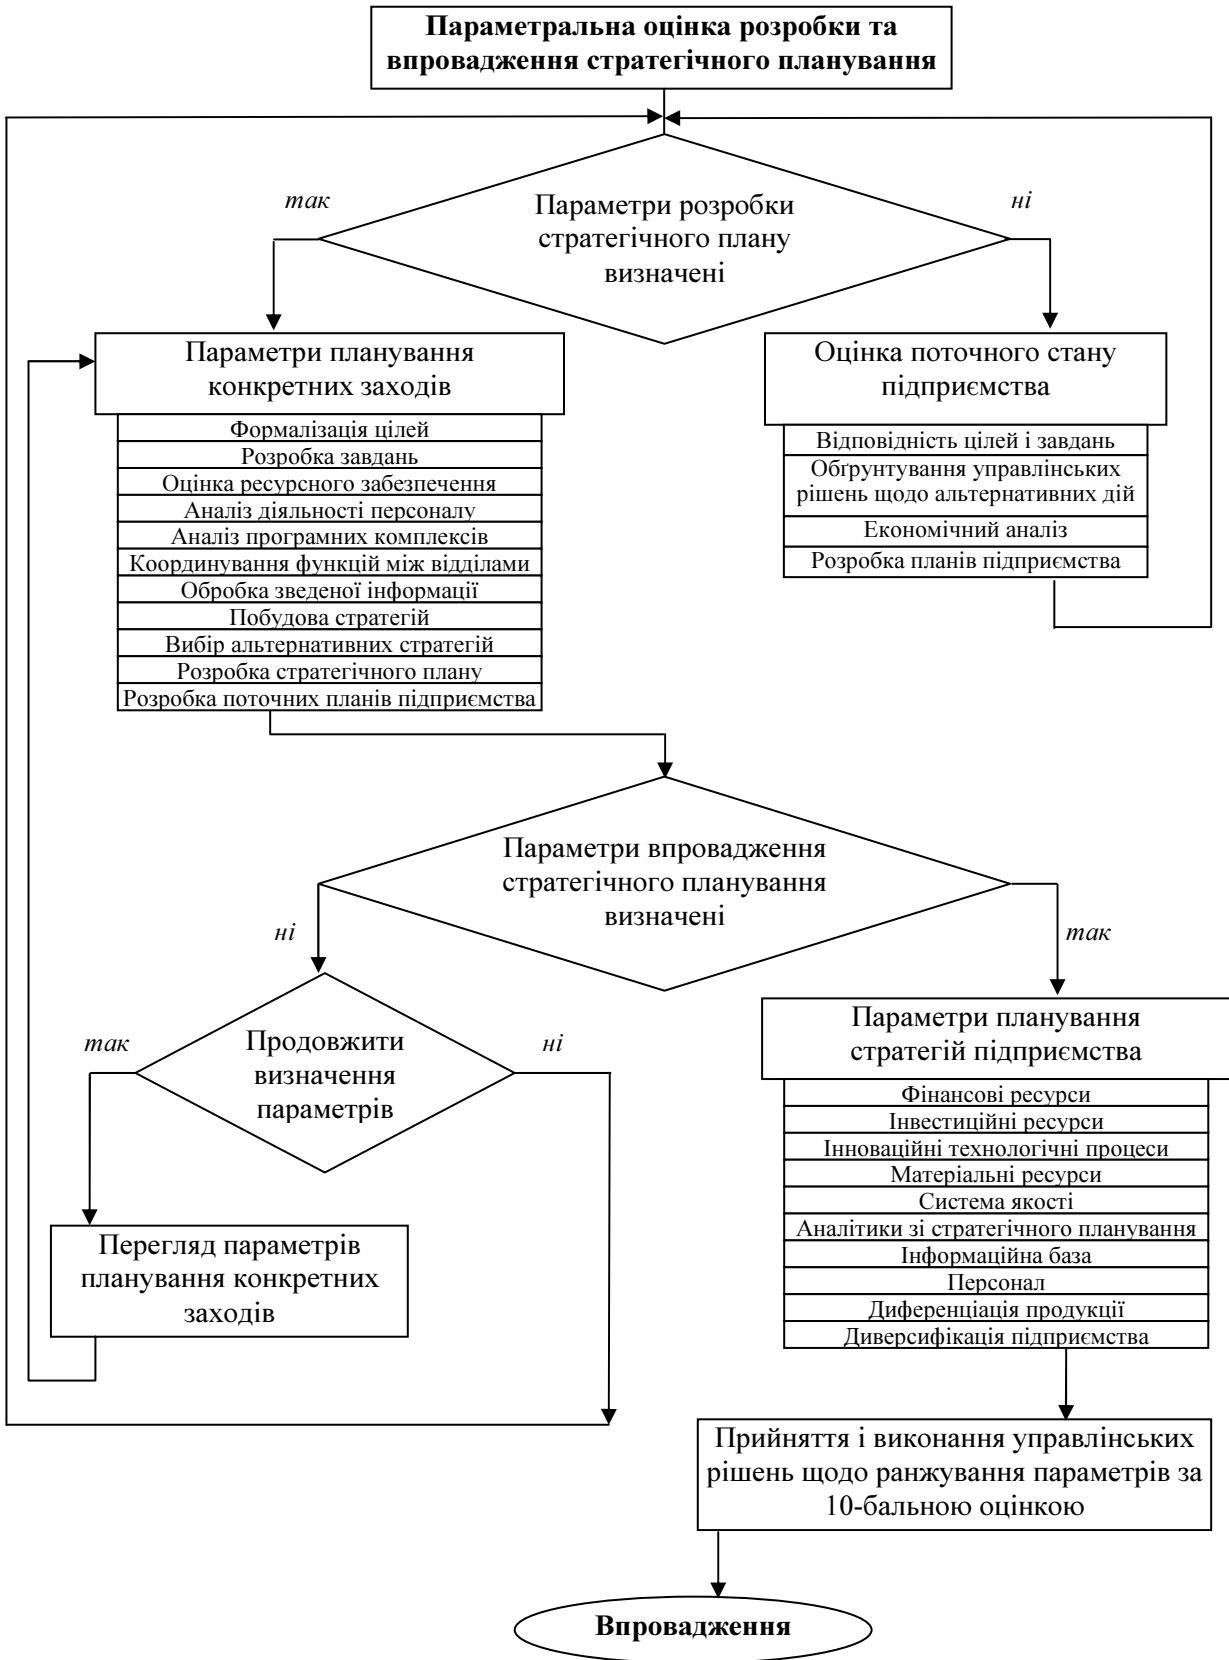 Параметральна оцінка розробки та
впровадження стратегічного планування
так
ні
Параметри розробки
стратегічного плану
визначені
Параметри планування
конкретних заходів
Формалізація цілей
Розробка завдань
Оцінка ресурсного забезпечення
Аналіз діяльності персоналу
Аналіз програмних комплексів
Координування функцій між відділами
Обробка зведеної інформації
Побудова стратегій
Вибір альтернативних стратегій
Розробка стратегічного плану
Розробка поточних планів підприємства
Оцінка поточного стану
підприємства
Відповідність цілей і завдань
Обґрунтування управлінських
рішень щодо альтернативних дій
Економічний аналіз
Розробка планів підприємства
Параметри впровадження
стратегічного планування
визначені
ні
так
так
Продовжити
визначення
параметрів
ні
Перегляд параметрів
планування конкретних
заходів
Параметри планування
стратегій підприємства
Фінансові ресурси
Інвестиційні ресурси
Інноваційні технологічні процеси
Матеріальні ресурси
Система якості
Аналітики зі стратегічного планування
Інформаційна база
Персонал
Диференціація продукції
Диверсифікація підприємства
Прийняття і виконання управлінських
рішень щодо ранжування параметрів за
10-бальною оцінкою
Впровадження